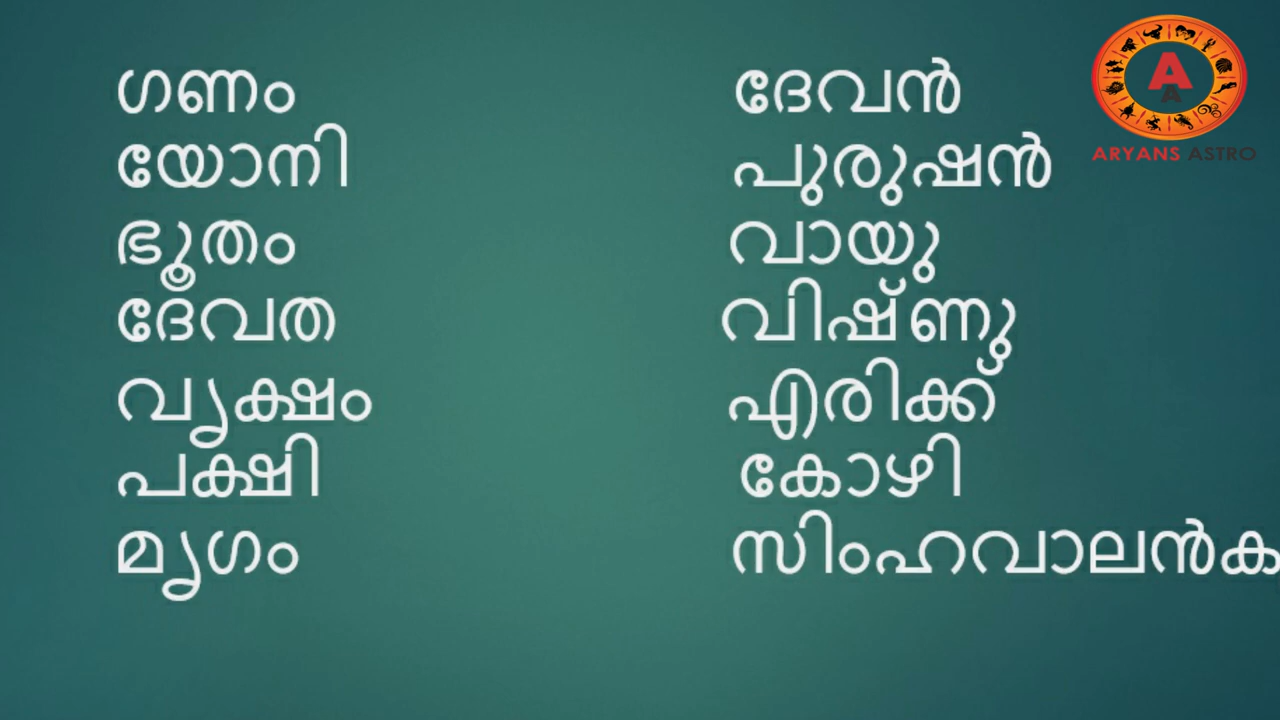 ഗണം ദേവൻ
യോനി പുരുഷൻ
ഭൂതം വായു
ദേവത വിഷ്ണു
വൃക്ഷം എരിക്ക്
പക്ഷി കോഴി
മൃഗം സിംഹവാലൻക
A
A
ARYANS ASTRO